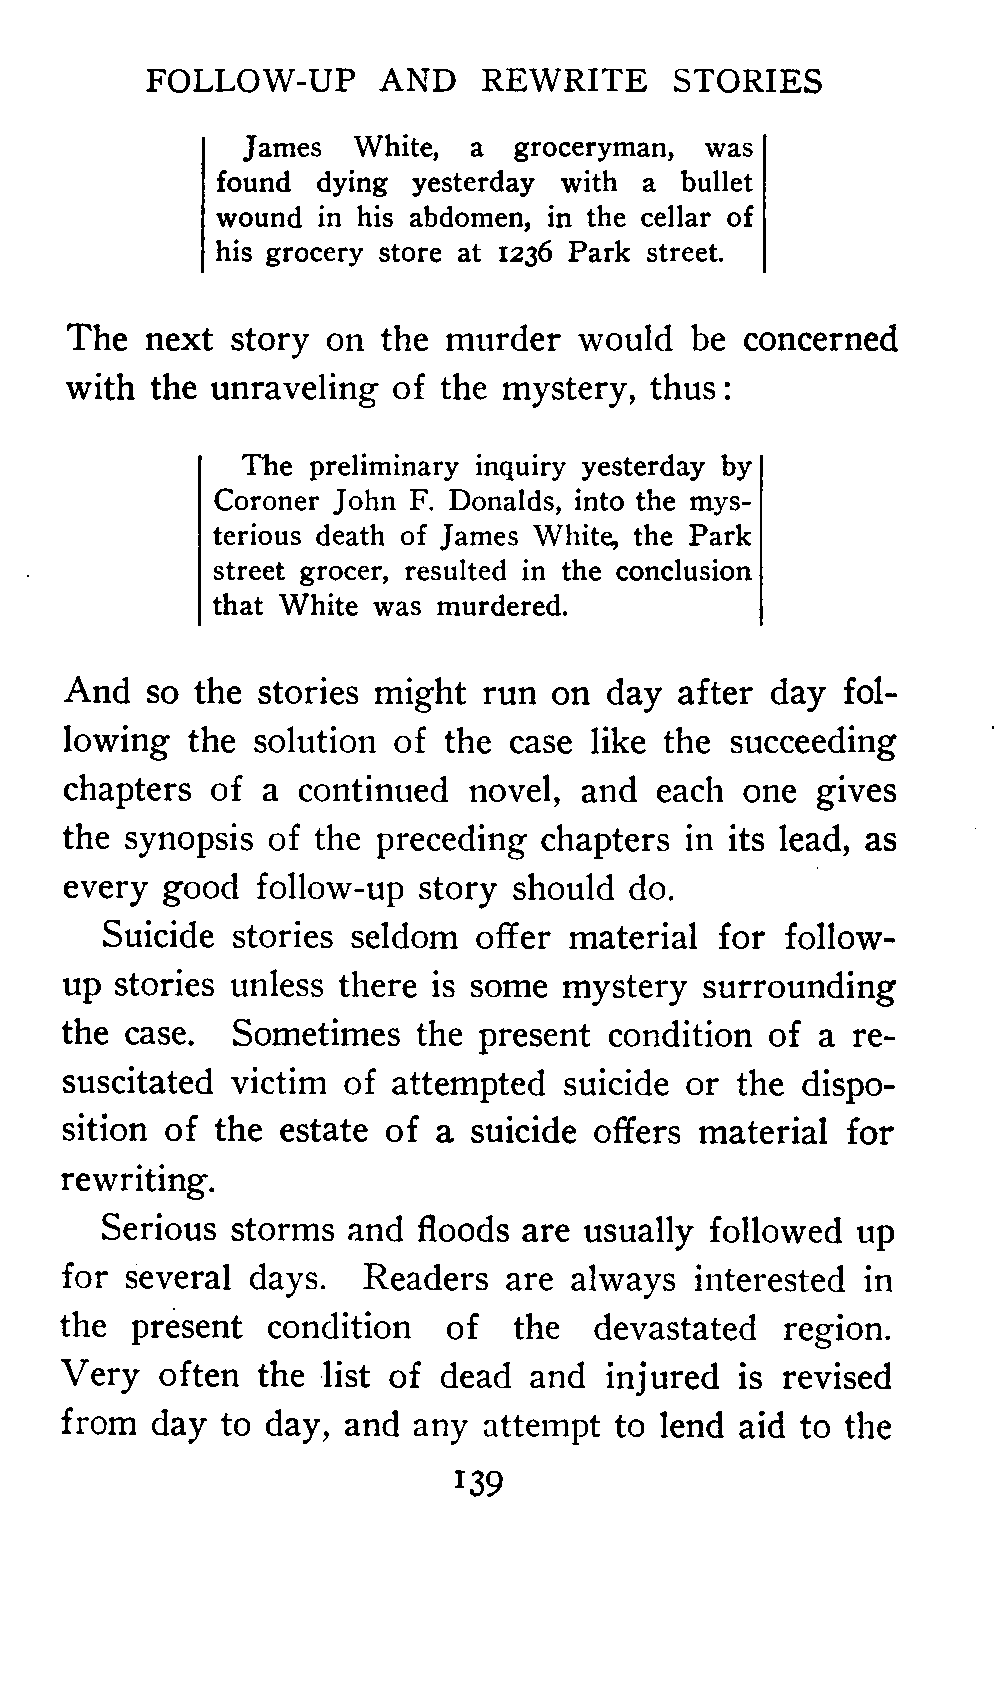 FOLLOW-UP AND REWRITE STORIES
James White, a groceryman, was
found dying yesterday with a bullet
wound in his abdomen, in the cellar of
his grocery store at 1236 Park street.
The next story on the murder would be concerned
with the unraveling of the mystery, thus:
The preliminary inquiry yesterday by
Coroner John F. Donalds, into the mys-
terious death of James White, the Park
street grocer, resulted in the conclusion
that White was murdered.
And so the stories might run on day after day fol-
lowing the solution of the case like the succeeding
chapters of a continued novel, and each one gives
the synopsis of the preceding chapters in its lead, as
every good follow-up story should do.
Suicide stories seldom offer material for follow-
up stories unless there is some mystery surrounding
the case. Sometimes the present condition of a re-
suscitated victim of attempted suicide or the dispo-
sition of the estate of a suicide offers material for
rewriting.
Serious storms and floods are usually followed up
for several days. Readers are always interested in
the present condition of the devastated region.
Very often the list of dead and injured is revised
from day to day, and any attempt to lend aid to the
139